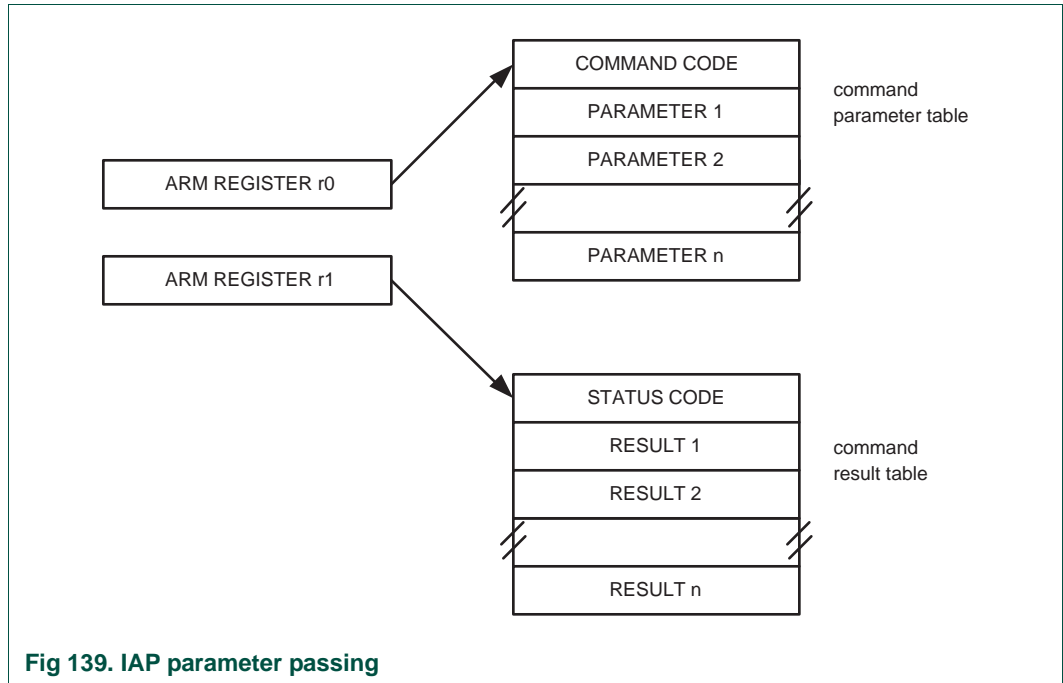 COMMAND CODE
PARAMETER 1
PARAMETER 2
PARAMETER n
command
parameter table
ARM REGISTER r0
ARM REGISTER r1
STATUS CODE
RESULT 1
RESULT 2
RESULT n
command
result table
Fig 139. IAP parameter passing